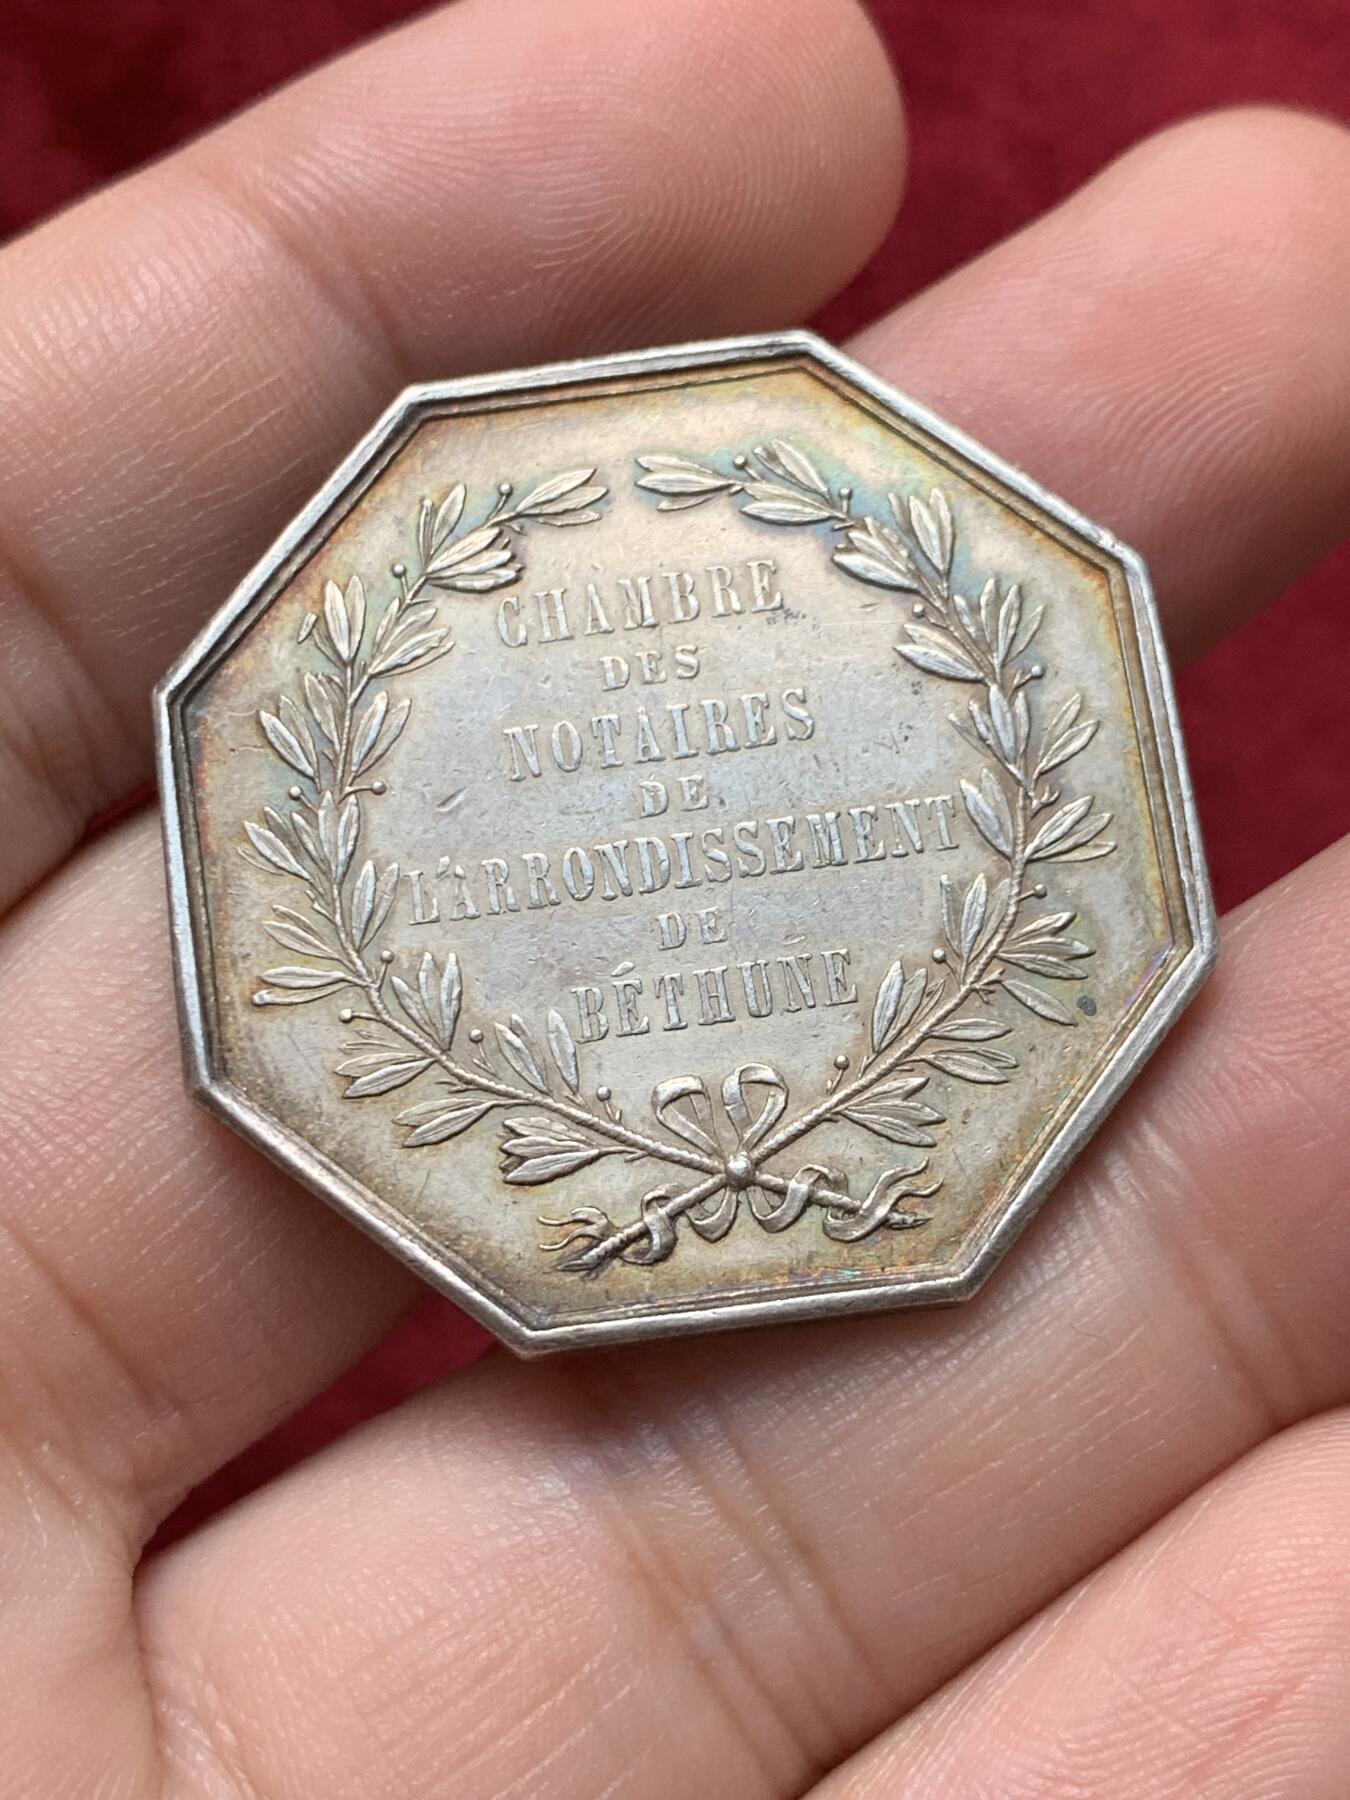 CHAMBRE
DES
NOTAIRES
DE
L'ARRONDISSEMENT
DE
BÉTHUNE